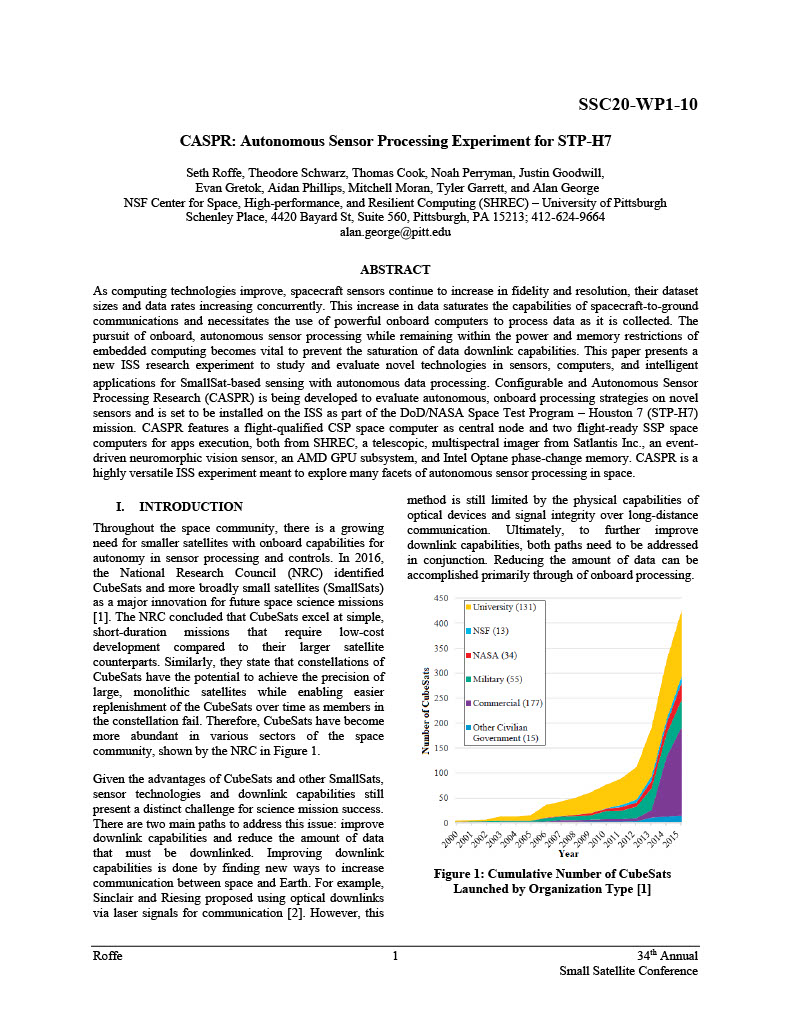 SSC20-WP1-10
CASPR: Autonomous Sensor Processing Experiment for STP-H7
Seth Roffe, Theodore Schwarz, Thomas Cook, Noah Perryman, Justin Goodwill,
Evan Gretok, Aidan Phillips, Mitchell Moran, Tyler Garrett, and Alan George
NSF Center for Space, High-performance, and Resilient Computing (SHREC) – University of Pittsburgh
Schenley Place, 4420 Bayard St, Suite 560, Pittsburgh, PA 15213; 412-624-9664
alan.george@pitt.edu
ABSTRACT
As computing technologies improve, spacecraft sensors continue to increase in fidelity and resolution, their dataset
sizes and data rates increasing concurrently. This increase in data saturates the capabilities of spacecraft-to-ground
communications and necessitates the use of powerful onboard computers to process data as it is collected. The
pursuit of onboard, autonomous sensor processing while remaining within the power and memory restrictions of
embedded computing becomes vital to prevent the saturation of data downlink capabilities. This paper presents a
new ISS research experiment to study and evaluate novel technologies in sensors, computers, and intelligent
applications for SmallSat-based sensing with autonomous data processing. Configurable and Autonomous Sensor
Processing Research (CASPR) is being developed to evaluate autonomous, onboard processing strategies on novel
sensors and is set to be installed on the ISS as part of the DoD/NASA Space Test Program – Houston 7 (STP-H7)
mission. CASPR features a flight-qualified CSP space computer as central node and two flight-ready SSP space
computers for apps execution, both from SHREC, a telescopic, multispectral imager from Satlantis Inc., an event-
driven neuromorphic vision sensor, an AMD GPU subsystem, and Intel Optane phase-change memory. CASPR is a
highly versatile ISS experiment meant to explore many facets of autonomous sensor processing in space.
I. INTRODUCTION
Throughout the space community, there is a growing
need for smaller satellites with onboard capabilities for
autonomy in sensor processing and controls. In 2016,
the National Research Council (NRC) identified
CubeSats and more broadly small satellites (SmallSats)
as a major innovation for future space science missions
[1]. The NRC concluded that CubeSats excel at simple,
short-duration missions that require low-cost
development compared to their larger satellite
counterparts. Similarly, they state that constellations of
CubeSats have the potential to achieve the precision of
large, monolithic satellites while enabling easier
replenishment of the CubeSats over time as members in
the constellation fail. Therefore, CubeSats have become
more abundant in various sectors of the space
community, shown by the NRC in Figure 1.
Given the advantages of CubeSats and other SmallSats,
sensor technologies and downlink capabilities still
present a distinct challenge for science mission success.
There are two main paths to address this issue: improve
downlink capabilities and reduce the amount of data
that must be downlinked. Improving downlink
capabilities is done by finding new ways to increase
communication between space and Earth. For example,
Sinclair and Riesing proposed using optical downlinks
via laser signals for communication [2]. However, this
method is still limited by the physical capabilities of
optical devices and signal integrity over long-distance
communication. Ultimately, to further improve
downlink capabilities, both paths need to be addressed
in conjunction. Reducing the amount of data can be
accomplished primarily through of onboard processing.
450
400
350
300
250
200
150
100
50
0
Number of CubeSats
University (131)
NSF (13)
NASA (34)
Military (55)
Commercial (177)
Other Civilian
Government (15)
2000 2001 2002 2003 2004 2005 2006 2007 2008 2009 2010 2011 2012 2013 2014 2015
Year
Figure 1: Cumulative Number of CubeSats
Launched by Organization Type [1]
Roffe 1 34th Annual
Small Satellite Conference